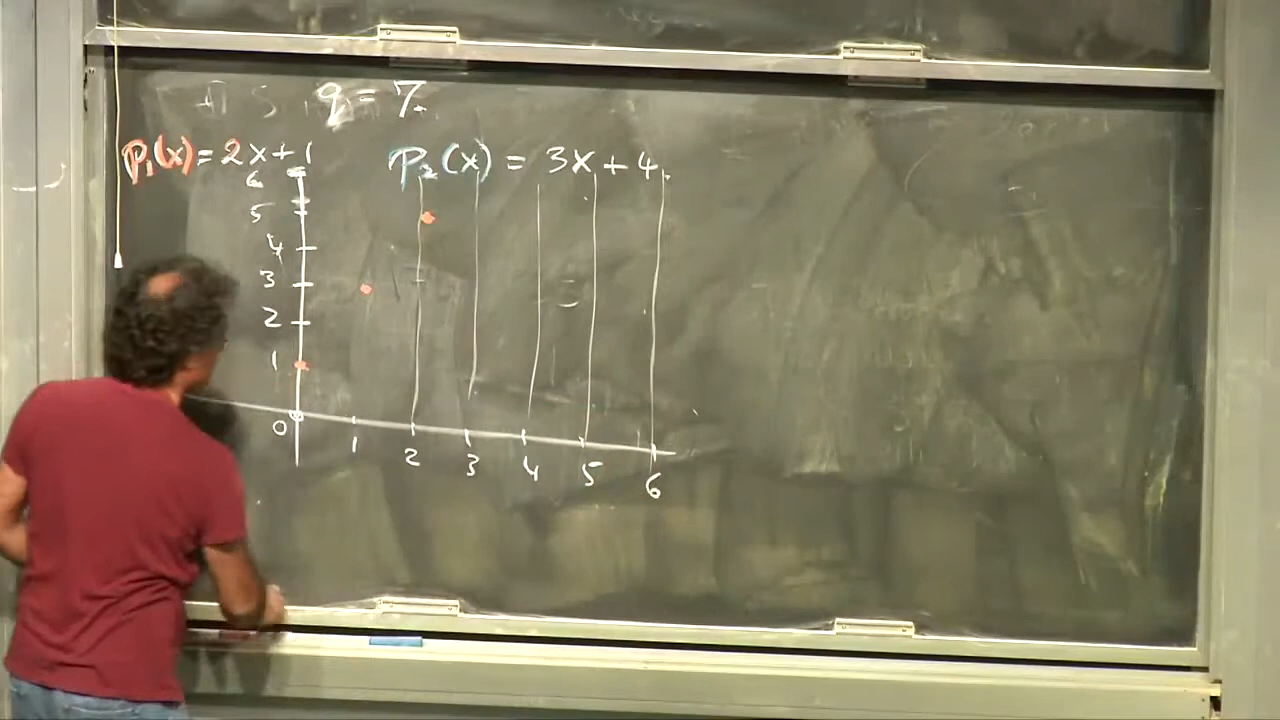 q = 7
p₁(x) = 2x+1
p₂(x) = 3x+4
6
5
4
3
2
1
0 1 2 3 4 5 6